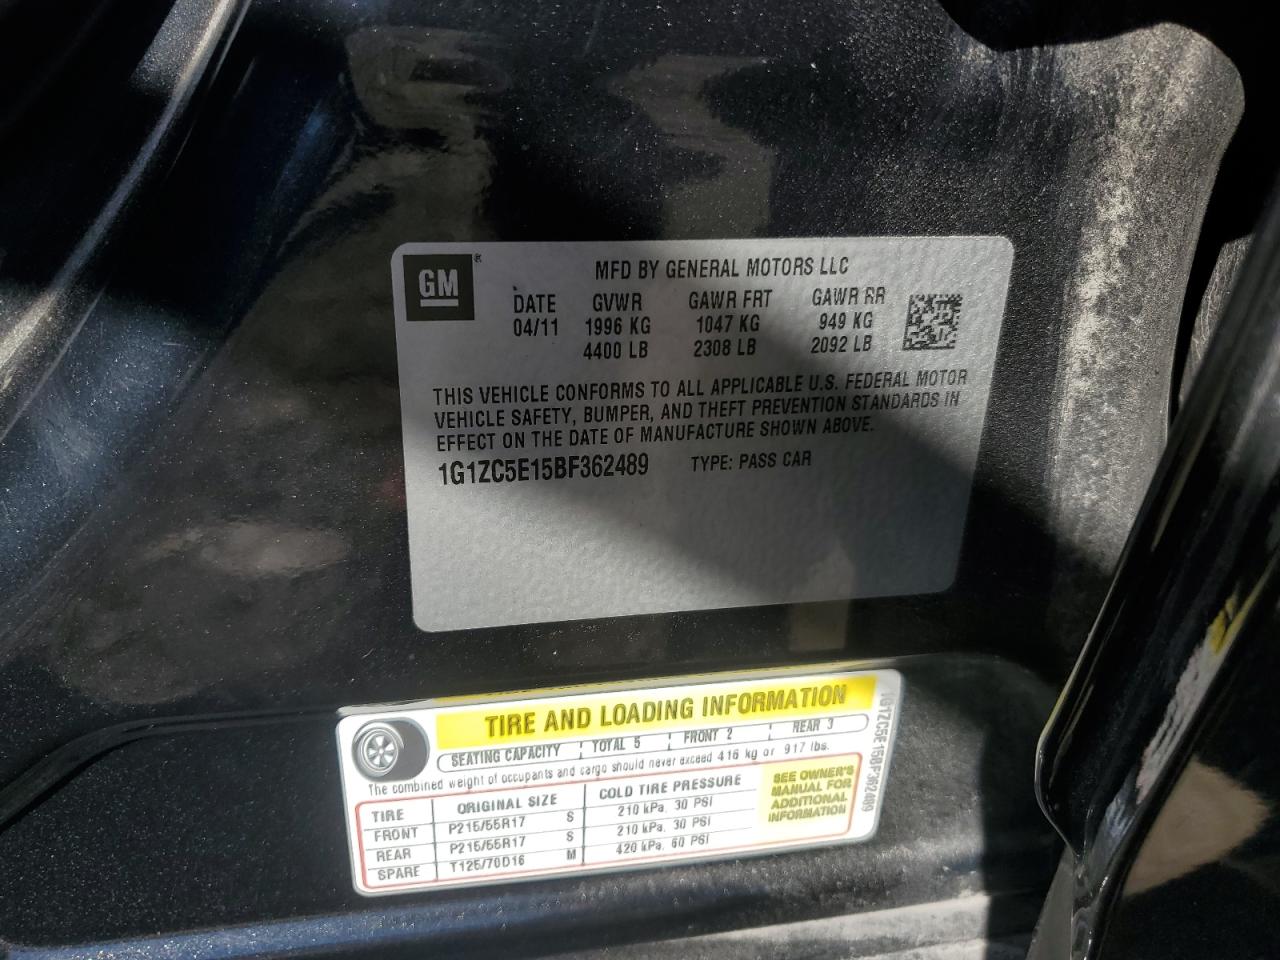 GM ®
MFD BY GENERAL MOTORS LLC
DATE GVWR GAWR FRT GAWR RR
04/11 1996 KG 1047 KG 949 KG
4400 LB 2308 LB 2092 LB
THIS VEHICLE CONFORMS TO ALL APPLICABLE U.S. FEDERAL MOTOR
VEHICLE SAFETY, BUMPER, AND THEFT PREVENTION STANDARDS IN
EFFECT ON THE DATE OF MANUFACTURE SHOWN ABOVE.
1G1ZC5E15BF362489 TYPE: PASS CAR
TIRE AND LOADING INFORMATION
SEATING CAPACITY TOTAL 5 FRONT 2 REAR 3
The combined weight of occupants and cargo should never exceed 416 kg or 917 lbs.
TIRE ORIGINAL SIZE COLD TIRE PRESSURE
FRONT P215/55R17 S 210 kPa. 30 PSI
REAR P215/55R17 S 210 kPa. 30 PSI
SPARE T125/70D16 M 420 kPa. 60 PSI
SEE OWNER'S
MANUAL FOR
ADDITIONAL
INFORMATION
1G1ZC5E15BF362489